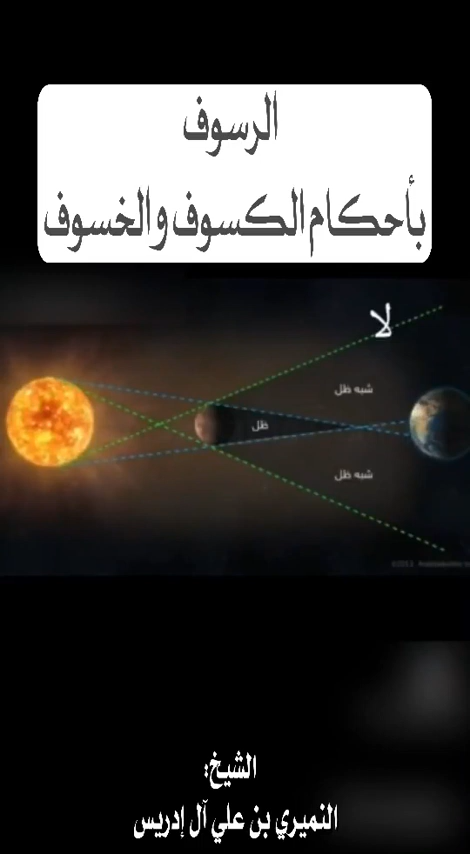 الرسوف
بأحكام الكسوف والخسوف
لا
شبه ظل
ظل
شبه ظل
الشيخ:
النميري بن علي آل إدريس